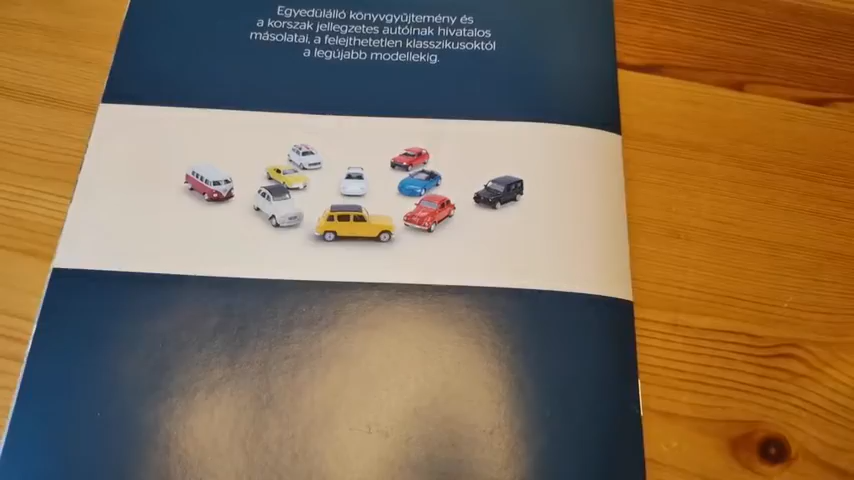 Egyedülálló könyvgyűjtemény és
a korszak jellegzetes autóinak hivatalos
másolatai, a felejthetetlen klasszikusoktól
a legújabb modellekig.